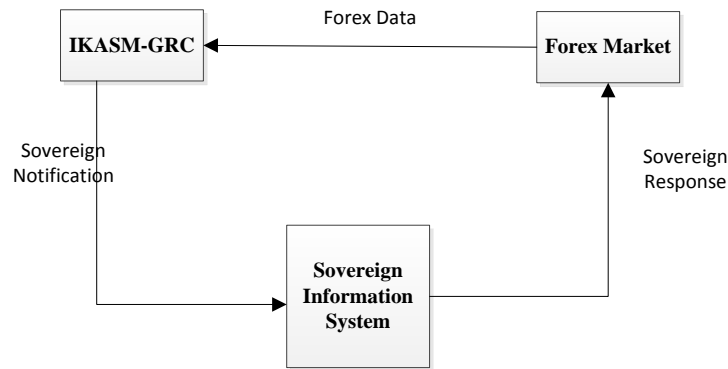 Forex Data
IKASM-GRC
Forex Market
Sovereign
Notification
Sovereign
Response
Sovereign
Information
System